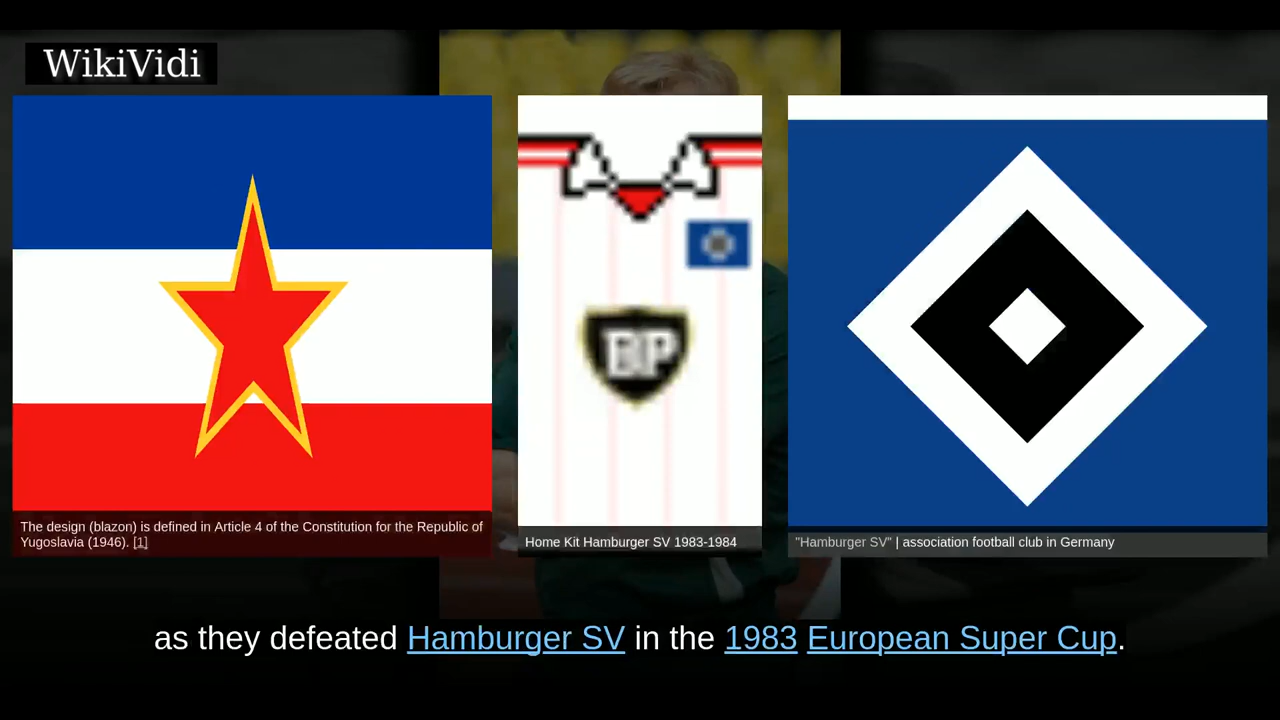 WikiVidi
BP
The design (blazon) is defined in Article 4 of the Constitution for the Republic of
Yugoslavia (1946). [1]
Home Kit Hamburger SV 1983-1984
"Hamburger SV" | association football club in Germany
as they defeated Hamburger SV in the 1983 European Super Cup.